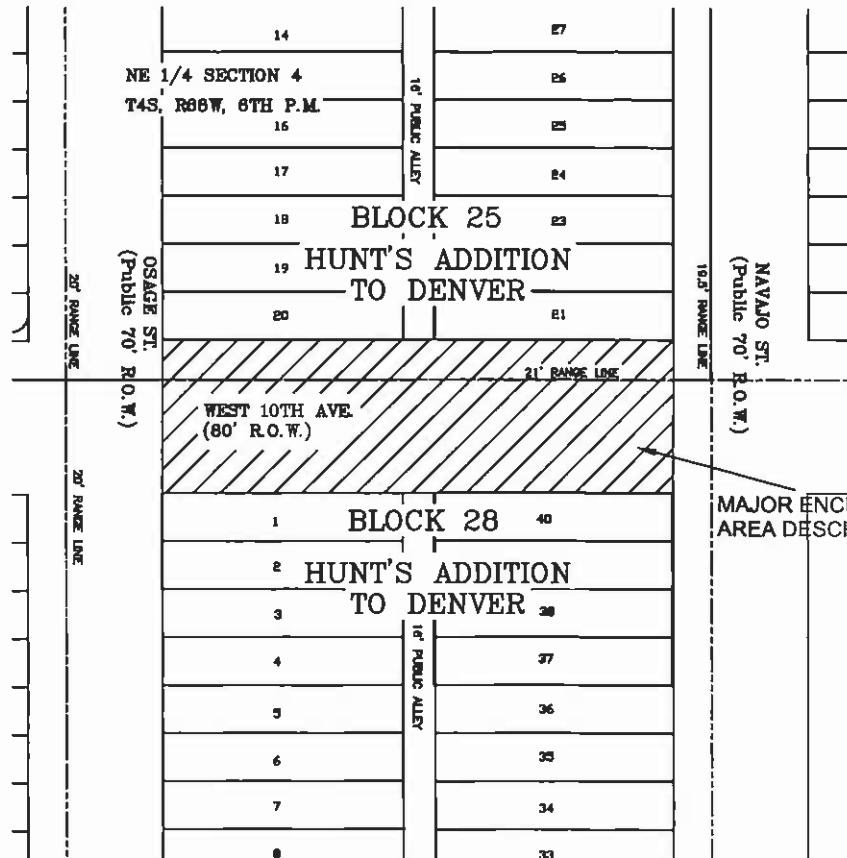 14
27
NE 1/4 SECTION 4
26
T4S, R68W, 6TH P.M.
16
25
16' PUBLIC ALLEY
17
24
18
BLOCK 25
23
19
HUNT'S ADDITION
TO DENVER
20
21
OSAGE ST.
(Public 70' R.O.W.)
20' RANGE LINE
19.5' RANGE LINE
NAVAJO ST.
(Public 70' R.O.W.)
21' RANGE LINE
WEST 10TH AVE.
(80' R.O.W.)
20' RANGE LINE
MAJOR ENC
AREA DESC
1
BLOCK 28
40
2
HUNT'S ADDITION
TO DENVER
3
38
16' PUBLIC ALLEY
4
37
5
36
6
35
7
34
8
33